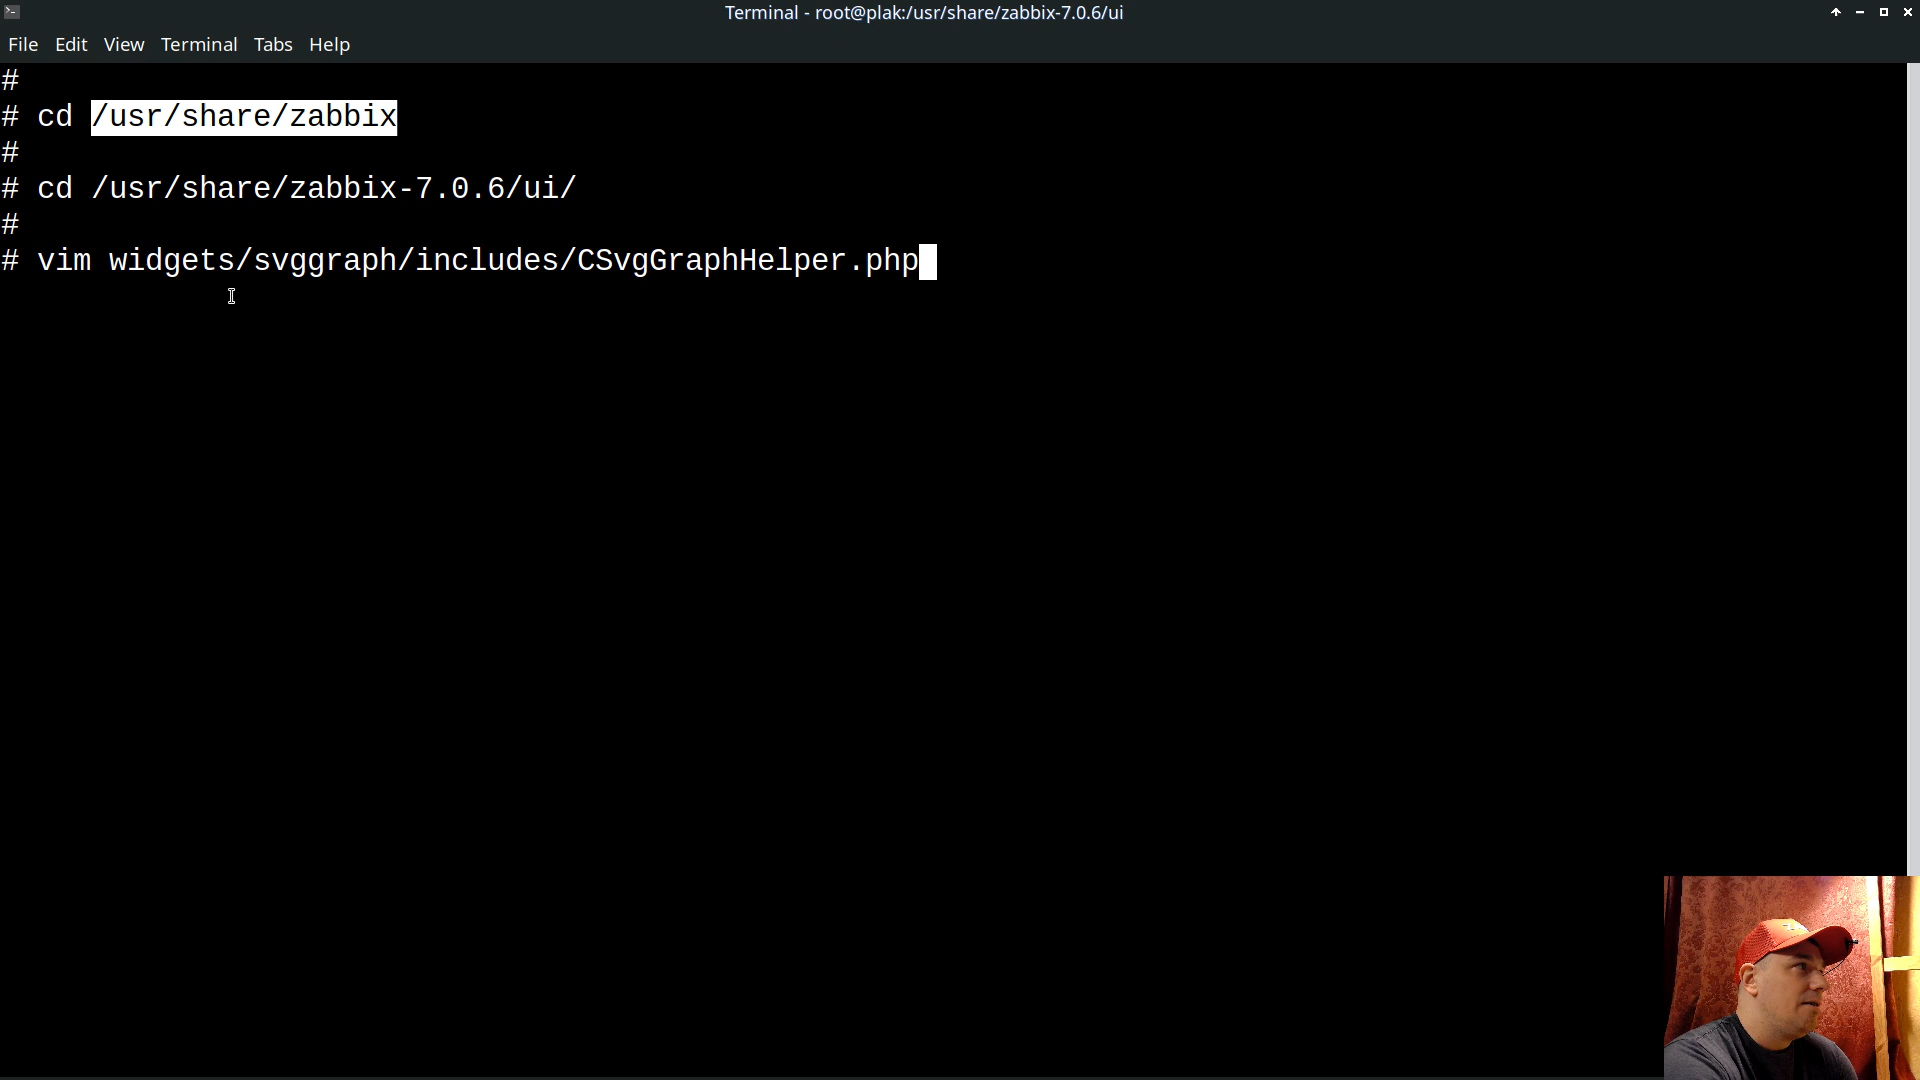 Terminal - root@plak:/usr/share/zabbix-7.0.6/ui
File Edit View Terminal Tabs Help
#
# cd /usr/share/zabbix
#
# cd /usr/share/zabbix-7.0.6/ui/
#
# vim widgets/svggraph/includes/CSvgGraphHelper.php